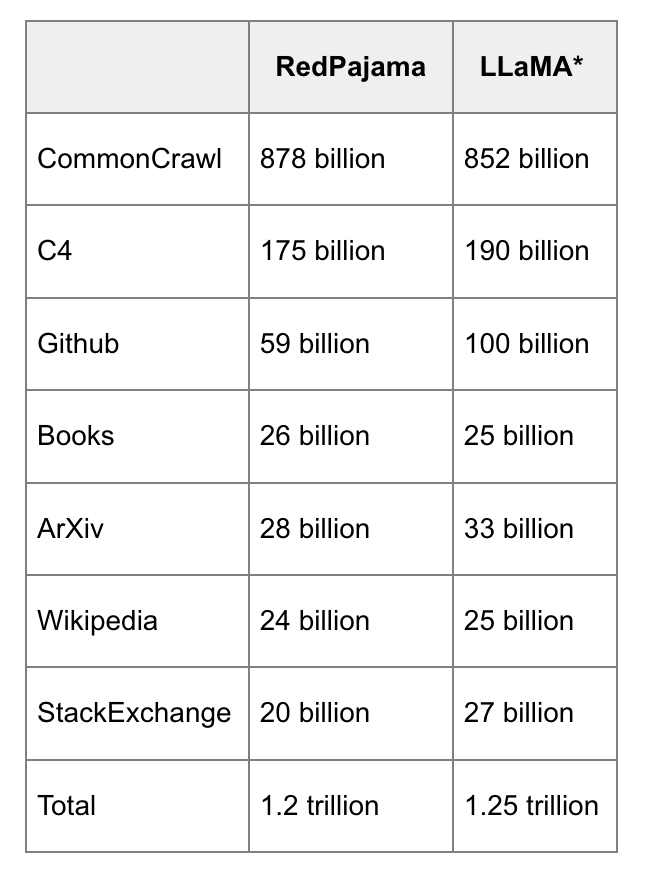 RedPajama LLaMA*
CommonCrawl 878 billion 852 billion
C4 175 billion 190 billion
Github 59 billion 100 billion
Books 26 billion 25 billion
ArXiv 28 billion 33 billion
Wikipedia 24 billion 25 billion
StackExchange 20 billion 27 billion
Total 1.2 trillion 1.25 trillion